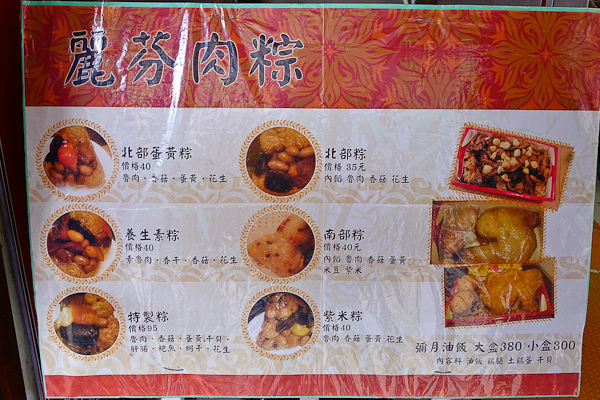 麗芬肉粽
北部蛋黃粽
價格40
魯肉・香菇・蛋黃・花生
北部粽
價格 35元
內餡 魯肉 香菇 花生
養生素粽
價格40
素魯肉・香干・香菇・花生
南部粽
價格40元
內餡 魯肉 香菇 蛋黃
米豆 紫米
特製粽
價格95
魯肉・香菇・蛋黃.干貝・
肝腸・鮑魚・蚵干・花生
紫米粽
價格40
魯肉 香菇 蛋黃 花生
彌月油飯 大盒380 小盒300
內容料 油飯 雞腿 土雞蛋 干貝